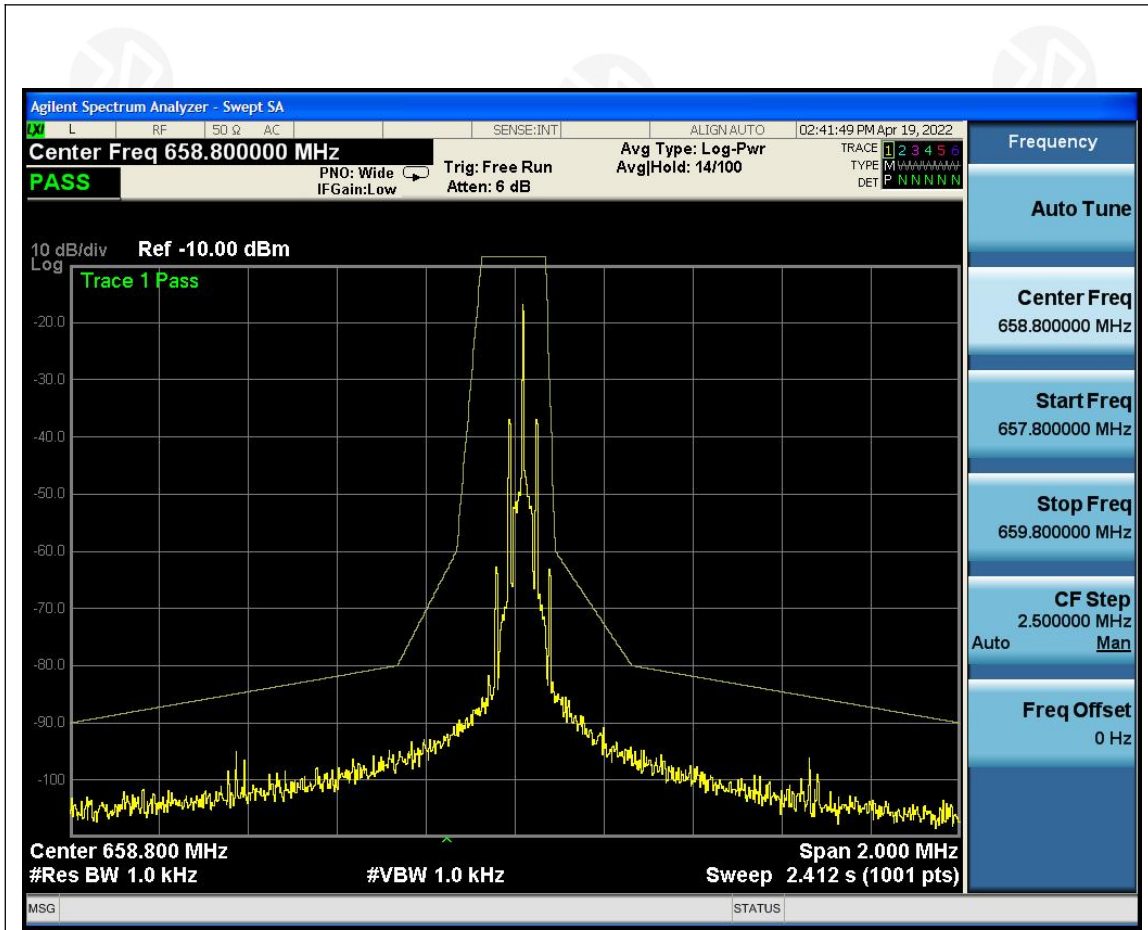 Agilent Spectrum Analyzer - Swept SA
LXI L RF 50 Ω AC SENSE:INT ALIGN AUTO 02:41:49 PM Apr 19, 2022
Center Freq 658.800000 MHz
PASS
PNO: Wide
IFGain:Low
Trig: Free Run
Atten: 6 dB
Avg Type: Log-Pwr
Avg|Hold: 14/100
TRACE 1 2 3 4 5 6
TYPE M WWWWW
DET P N N N N N
10 dB/div Ref -10.00 dBm
Log
Trace 1 Pass
-20.0
-30.0
-40.0
-50.0
-60.0
-70.0
-80.0
-90.0
-100
Center 658.800 MHz Span 2.000 MHz
#Res BW 1.0 kHz #VBW 1.0 kHz Sweep 2.412 s (1001 pts)
MSG STATUS
Frequency
Auto Tune
Center Freq
658.800000 MHz
Start Freq
657.800000 MHz
Stop Freq
659.800000 MHz
CF Step
2.500000 MHz
Auto Man
Freq Offset
0 Hz